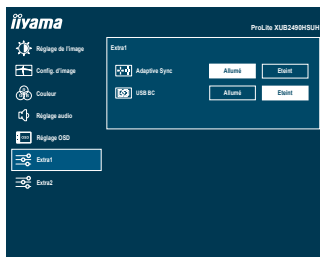 iiyama
ProLite XUB2490HSUH
Réglage de l'image
Config. d'image
Couleur
Réglage audio
OSD Réglage OSD
Extra1
Extra2
Extra1
Adaptive Sync Allumé Eteint
USB BC Allumé Eteint